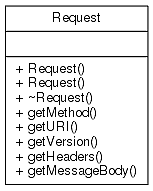 Request
+ Request()
+ Request()
+ ~Request()
+ getMethod()
+ getURI()
+ getVersion()
+ getHeaders()
+ getMessageBody()